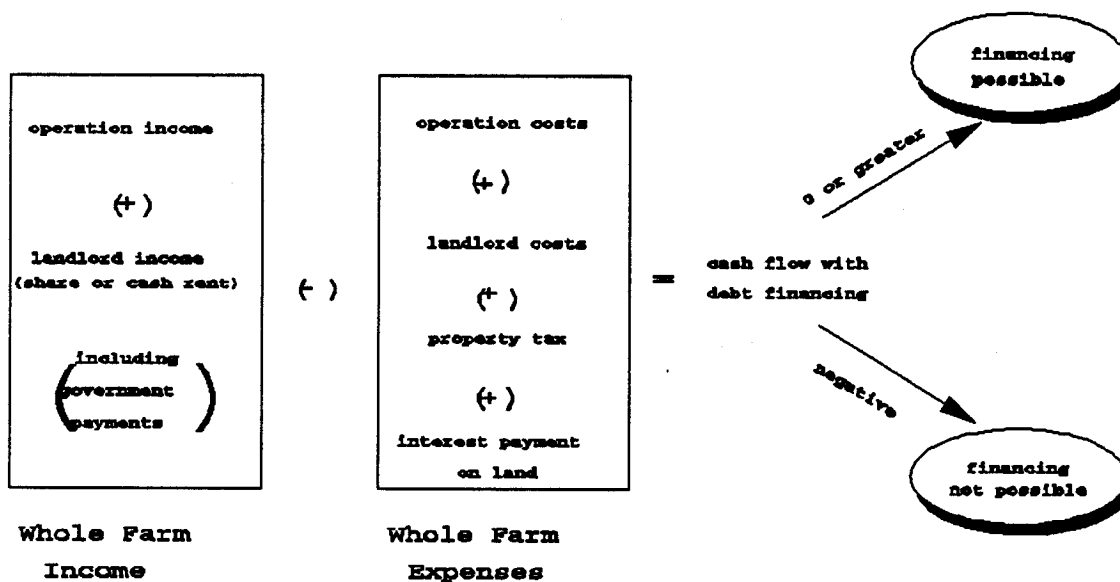 operation income
(+)
landlord income
(share or cash rent)
(including
government
payments)
Whole Farm
Income
(-)
operation costs
(+)
landlord costs
(+)
property tax
(+)
interest payment
on land
Whole Farm
Expenses
=
cash flow with
debt financing
0 or greater
financing
possible
negative
financing
not possible